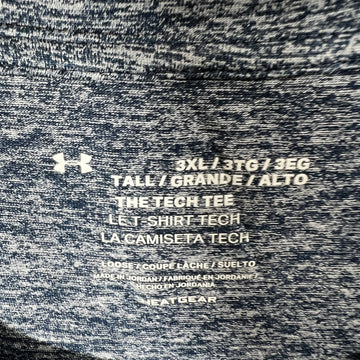 3XL / 3TG / 3EG
TALL / GRANDE / ALTO
THE TECH TEE
LE T-SHIRT TECH
LA CAMISETA TECH
LOOSE / COUPE LÂCHE / SUELTO
MADE IN JORDAN / FABRIQUÉ EN JORDANIE /
HECHO EN JORDANIA
HEATGEAR